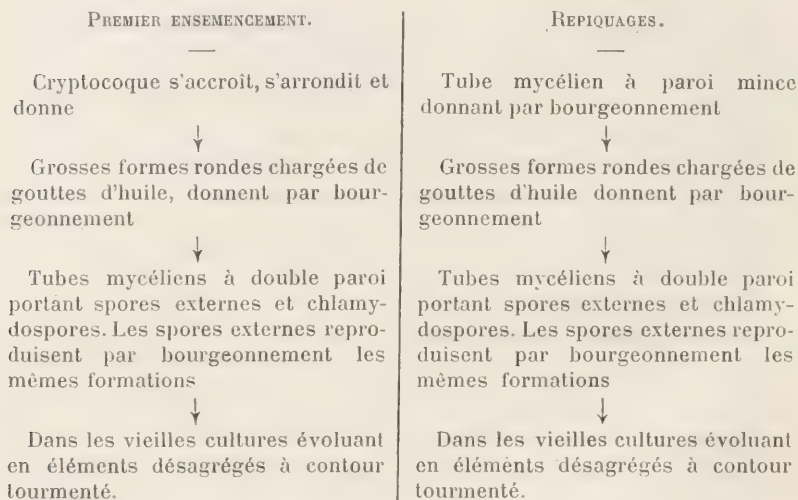 PREMIER ENSEMENCEMENT.
Cryptocoque s'accroît, s'arrondit et
donne
Grosses formes rondes chargées de
gouttes d'huile, donnent par bour-
geonnement
Tubes mycéliens à double paroi
portant spores externes et chlamy-
dospores. Les spores externes repro-
duisent par bourgeonnement les
mêmes formations
Dans les vieilles cultures évoluant
en éléments désagrégés à contour
tourmenté.
REPIQUAGES.
Tube mycélien à paroi mince
donnant par bourgeonnement
Grosses formes rondes chargées de
gouttes d'huile donnent par bour-
geonnement
Tubes mycéliens à double paroi
portant spores externes et chlamy-
dospores. Les spores externes repro-
duisent par bourgeonnement les
mêmes formations
Dans les vieilles cultures évoluant
en éléments désagrégés à contour
tourmenté.